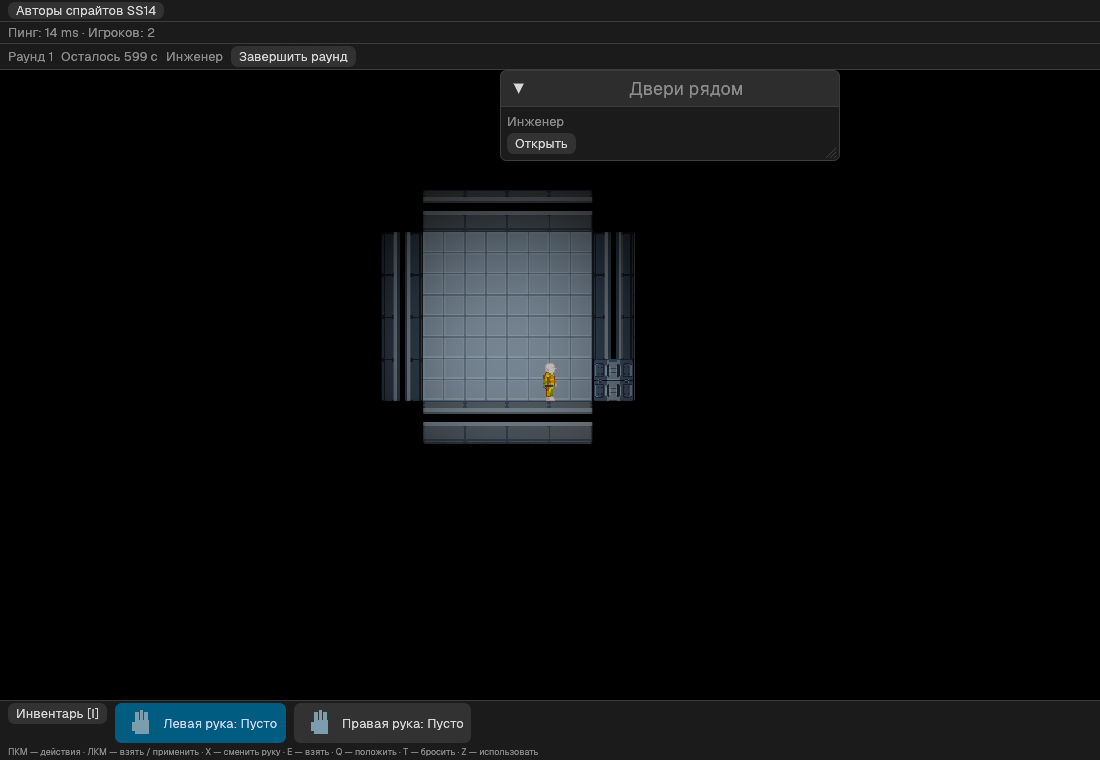 Авторы спрайтов SS14
Пинг: 14 ms · Игроков: 2
Раунд 1 Осталось 599 с Инженер Завершить раунд
▼ Двери рядом
Инженер
Открыть
Инвентарь [I] Левая рука: Пусто Правая рука: Пусто
ПКМ — действия · ЛКМ — взять / применить · X — сменить руку · E — взять · Q — положить · T — бросить · Z — использовать